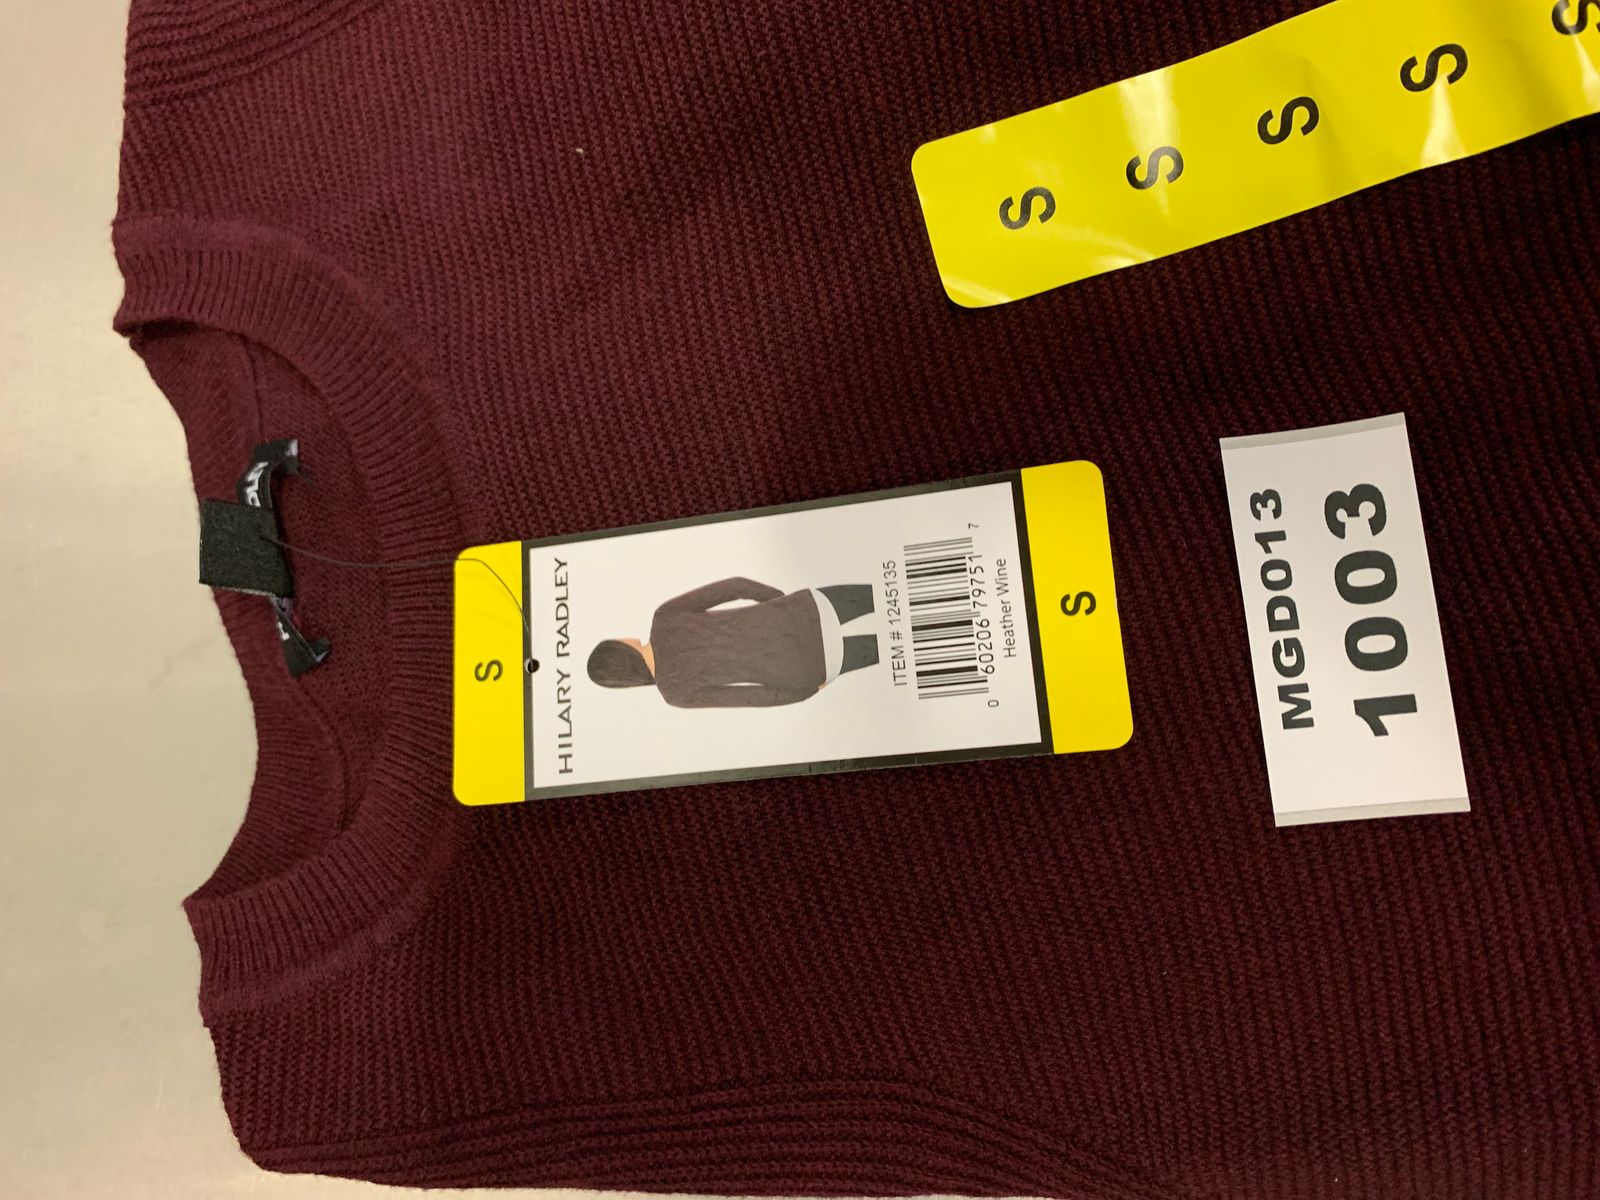 S S S S S
S
HILARY RADLEY
ITEM # 1245135
0 60206 79751 7
Heather Wine
S
MGD013
1003